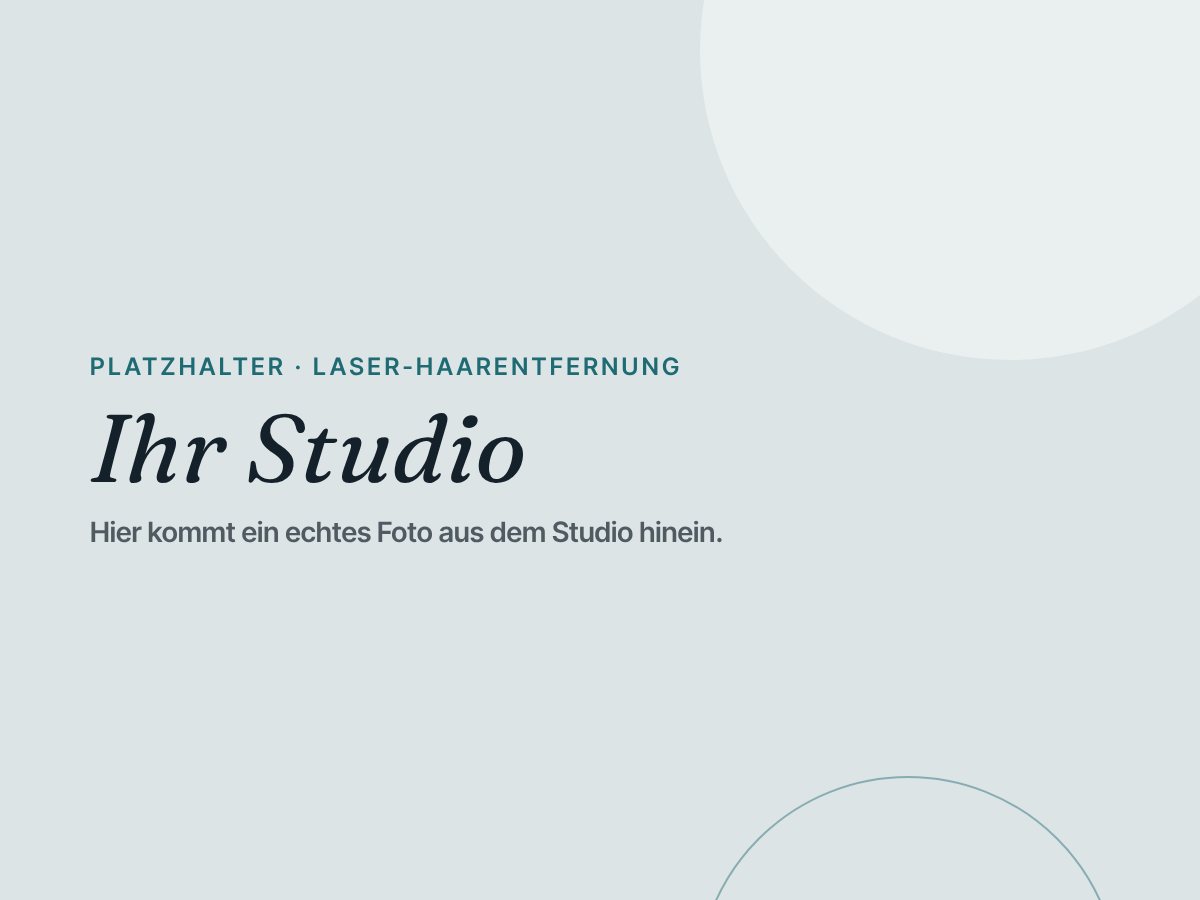 PLATZHALTER · LASER-HAARENTFERNUNG
Ihr Studio
Hier kommt ein echtes Foto aus dem Studio hinein.